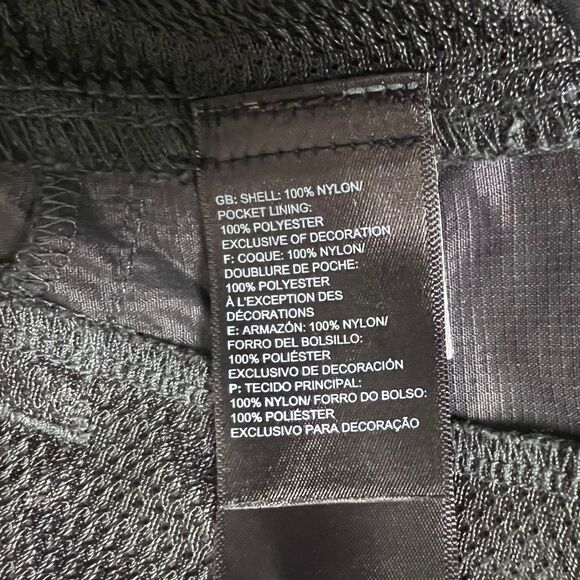 GB: SHELL: 100% NYLON/
POCKET LINING:
100% POLYESTER
EXCLUSIVE OF DECORATION
F: COQUE: 100% NYLON/
DOUBLURE DE POCHE:
100% POLYESTER
À L'EXCEPTION DES
DÉCORATIONS
E: ARMAZÓN: 100% NYLON/
FORRO DEL BOLSILLO:
100% POLIÉSTER
EXCLUSIVO DE DECORACIÓN
P: TECIDO PRINCIPAL:
100% NYLON/ FORRO DO BOLSO:
100% POLIÉSTER
EXCLUSIVO PARA DECORAÇÃO